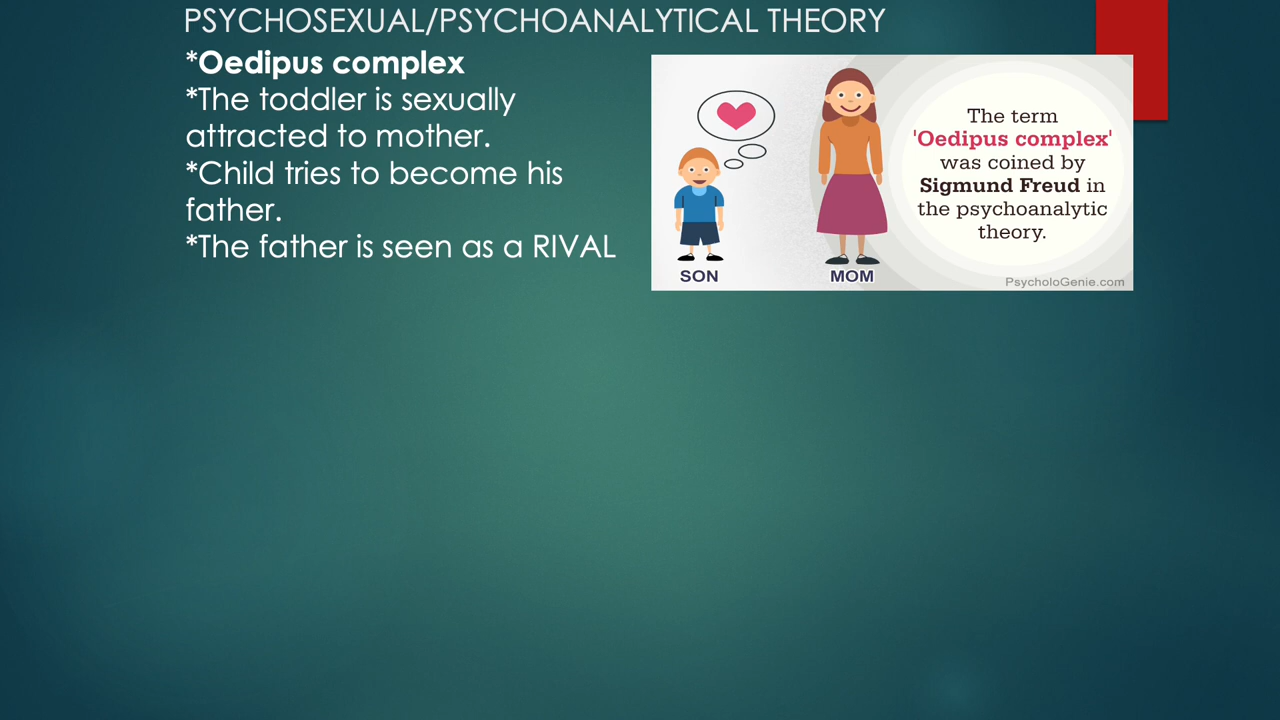 PSYCHOSEXUAL/PSYCHOANALYTICAL THEORY
*Oedipus complex
*The toddler is sexually
attracted to mother.
*Child tries to become his
father.
*The father is seen as a RIVAL
SON
MOM
The term
'Oedipus complex'
was coined by
Sigmund Freud in
the psychoanalytic
theory.
PsycholoGenie.com